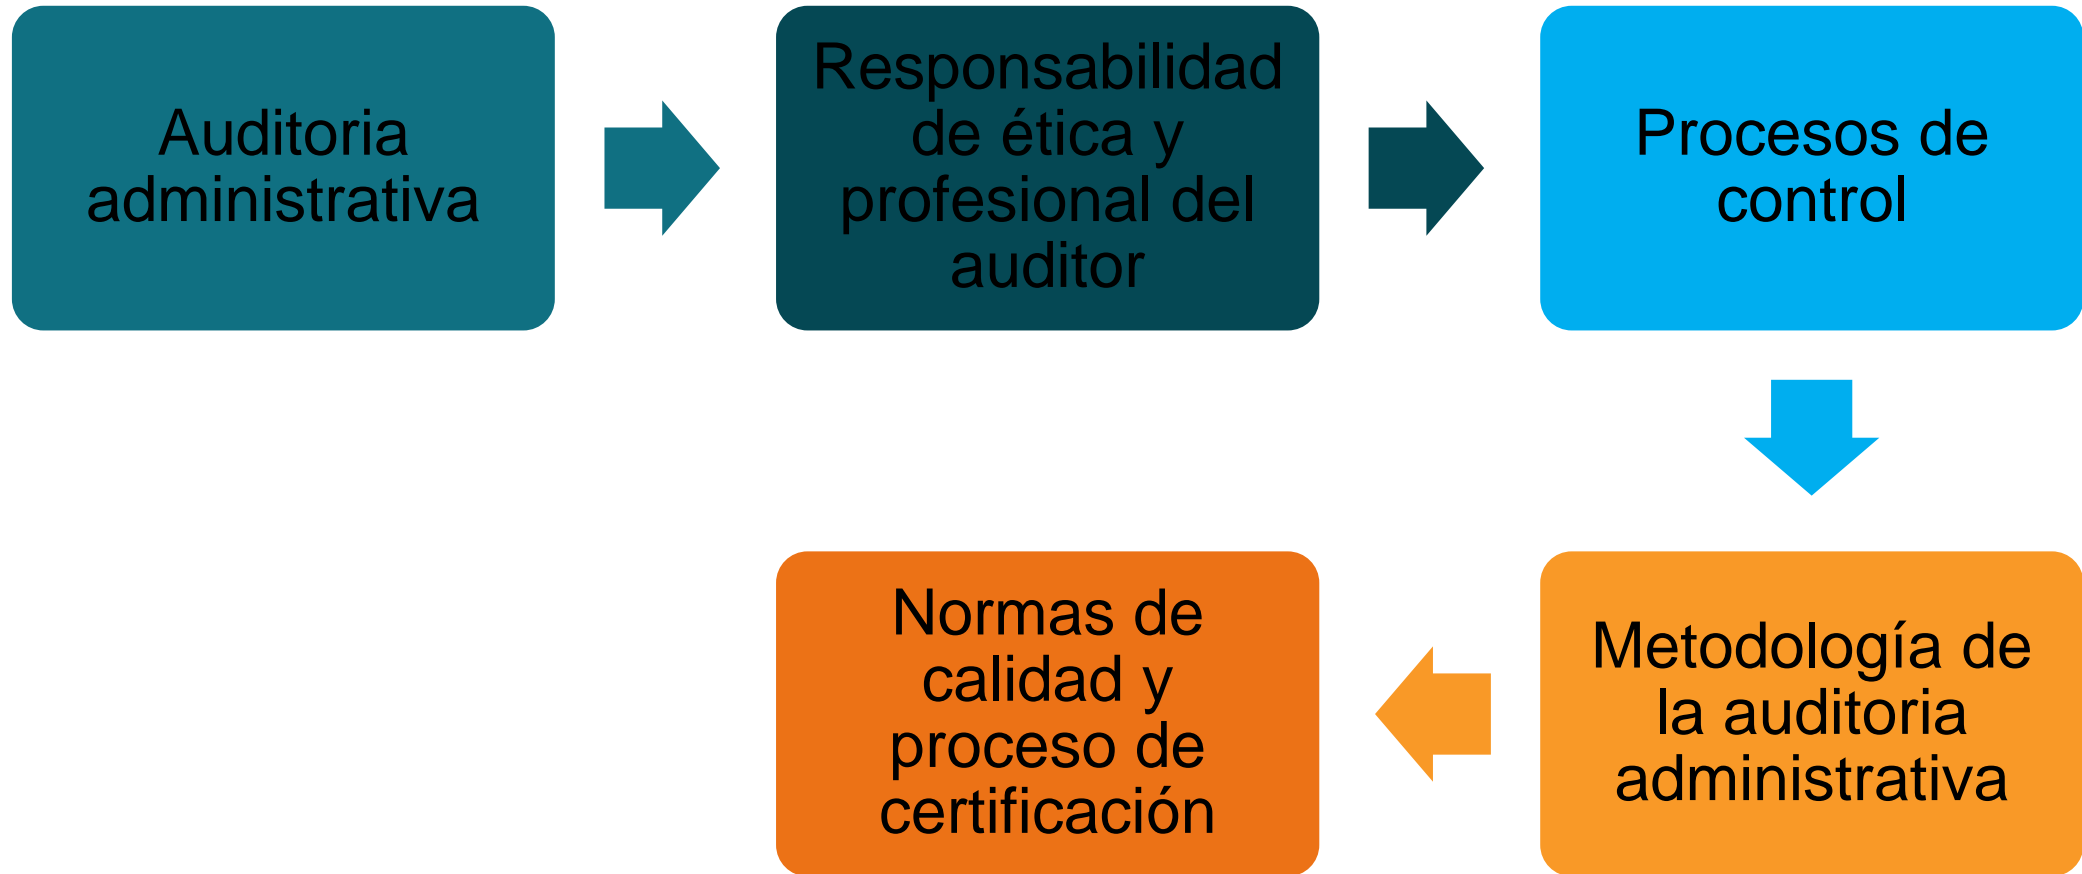 Auditoria
administrativa
Responsabilidad
de ética y
profesional del
auditor
Procesos de
control
Metodología de
la auditoria
administrativa
Normas de
calidad y
proceso de
certificación